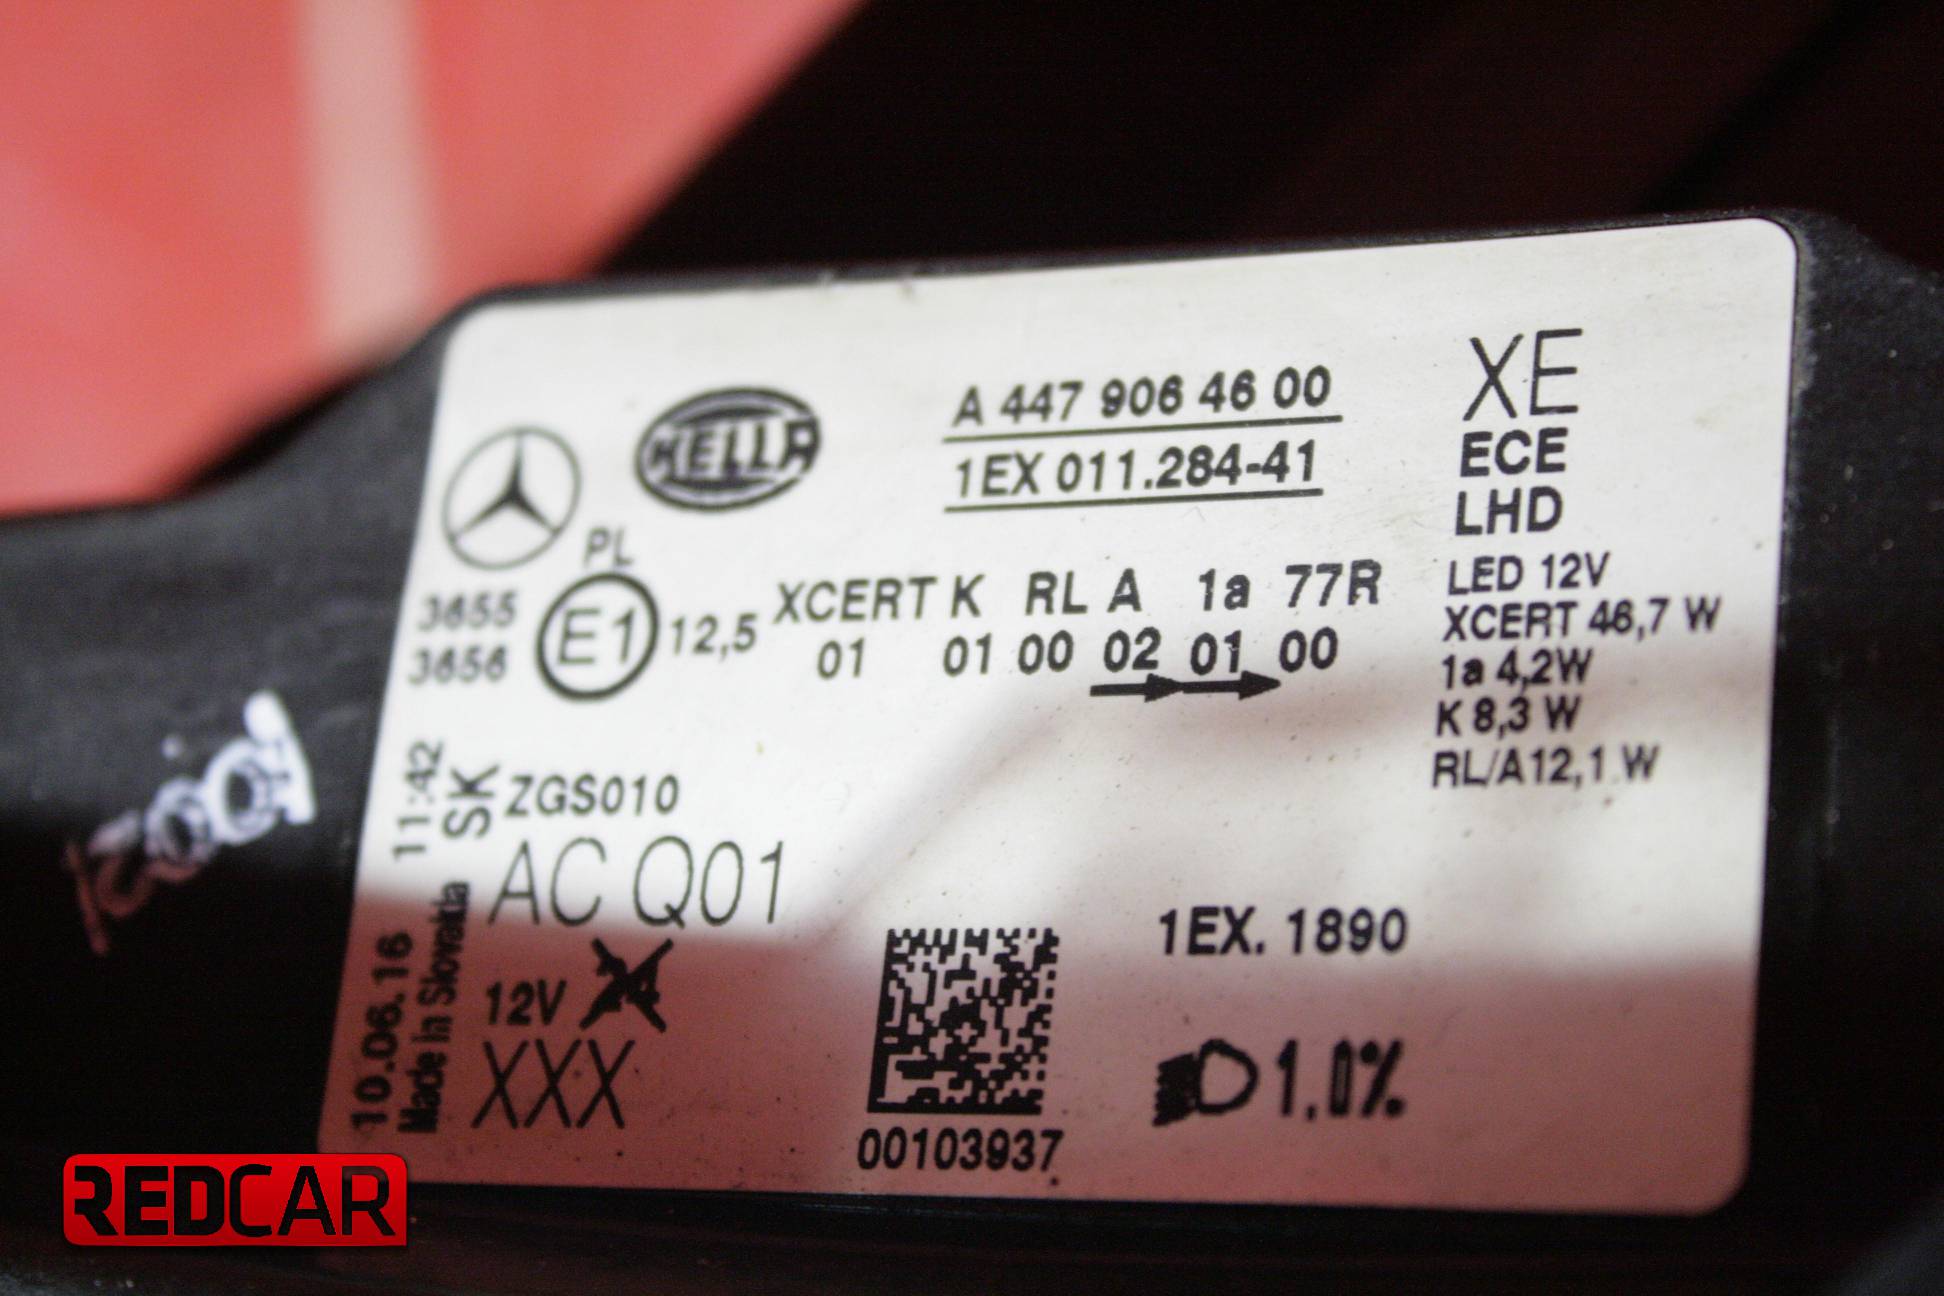 HELLA
A 447 906 4600
1EX 011.284-41
XE
ECE
LHD
PL
3655
3656
E1
12,5
XCERT K RL A 1a 77R
01 01 00 02 01 00
LED 12V
XCERT 46,7 W
1a 4,2W
K 8,3 W
RL/A12,1 W
11:42
SK
ZGS010
AC Q01
10.06.16
Made in Slovakia
12V
XXX
00103937
1EX. 1890
1,0%
REDCAR